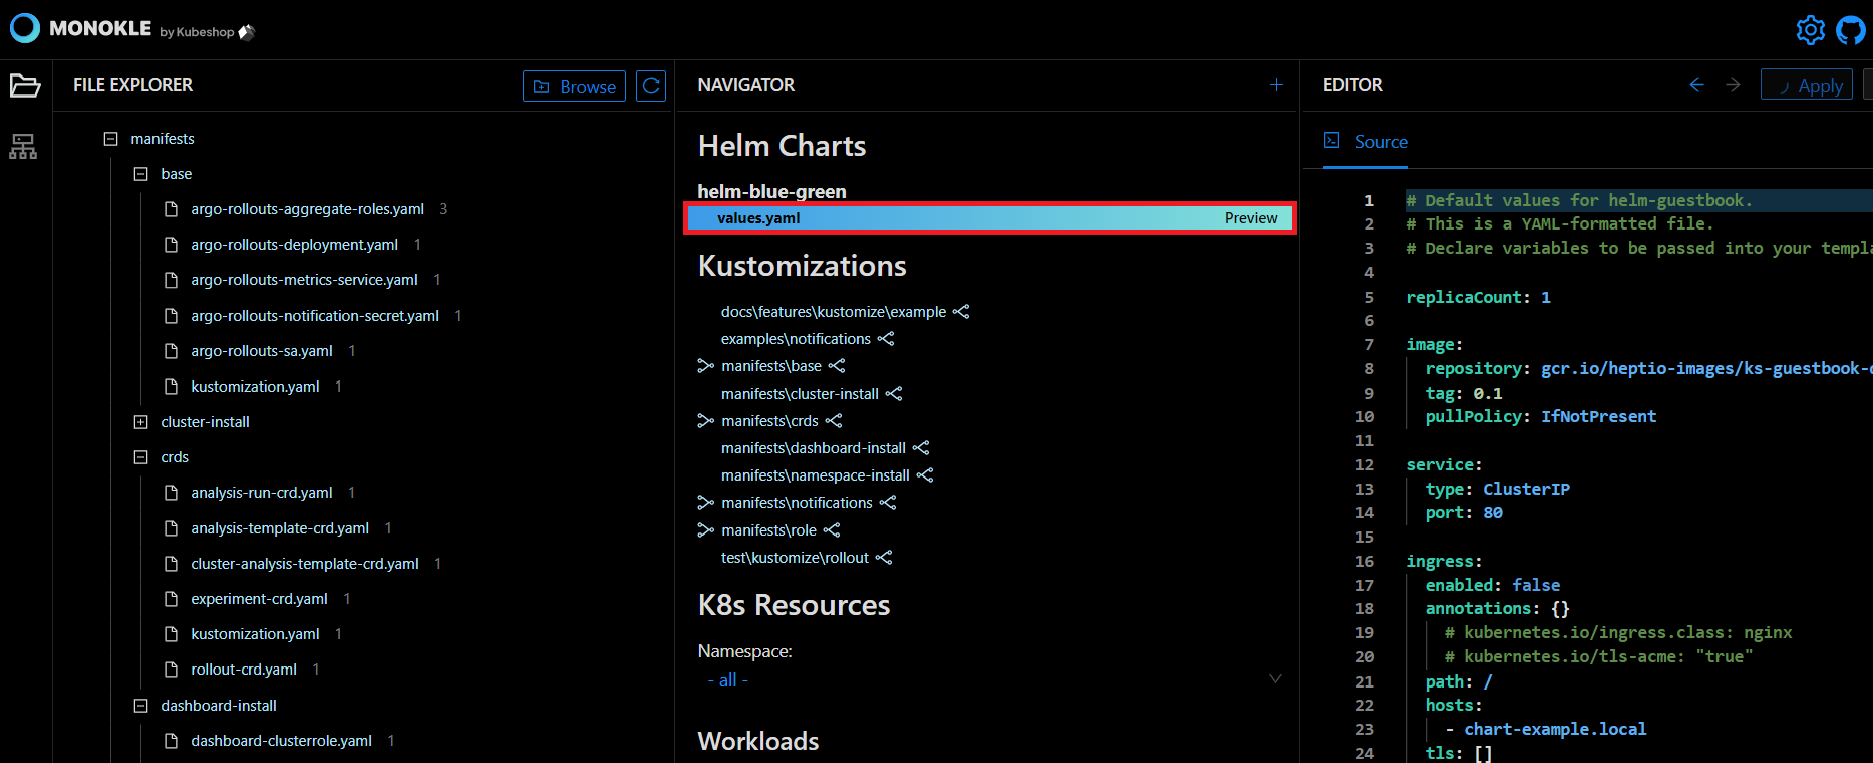 MONOKLE by Kubeshop
FILE EXPLORER
Browse
manifests
base
argo-rollouts-aggregate-roles.yaml 3
argo-rollouts-deployment.yaml 1
argo-rollouts-metrics-service.yaml 1
argo-rollouts-notification-secret.yaml 1
argo-rollouts-sa.yaml 1
kustomization.yaml 1
cluster-install
crds
analysis-run-crd.yaml 1
analysis-template-crd.yaml 1
cluster-analysis-template-crd.yaml 1
experiment-crd.yaml 1
kustomization.yaml 1
rollout-crd.yaml 1
dashboard-install
dashboard-clusterrole.yaml 1
NAVIGATOR
Helm Charts
helm-blue-green
values.yaml Preview
Kustomizations
docs\features\kustomize\example
examples\notifications
manifests\base
manifests\cluster-install
manifests\crds
manifests\dashboard-install
manifests\namespace-install
manifests\notifications
manifests\role
test\kustomize\rollout
K8s Resources
Namespace:
- all -
Workloads
EDITOR
Apply
Source
1 # Default values for helm-guestbook.
2 # This is a YAML-formatted file.
3 # Declare variables to be passed into your templa
4
5 replicaCount: 1
6
7 image:
8 repository: gcr.io/heptio-images/ks-guestbook-
9 tag: 0.1
10 pullPolicy: IfNotPresent
11
12 service:
13 type: ClusterIP
14 port: 80
15
16 ingress:
17 enabled: false
18 annotations: {}
19 # kubernetes.io/ingress.class: nginx
20 # kubernetes.io/tls-acme: "true"
21 path: /
22 hosts:
23 - chart-example.local
24 tls: []